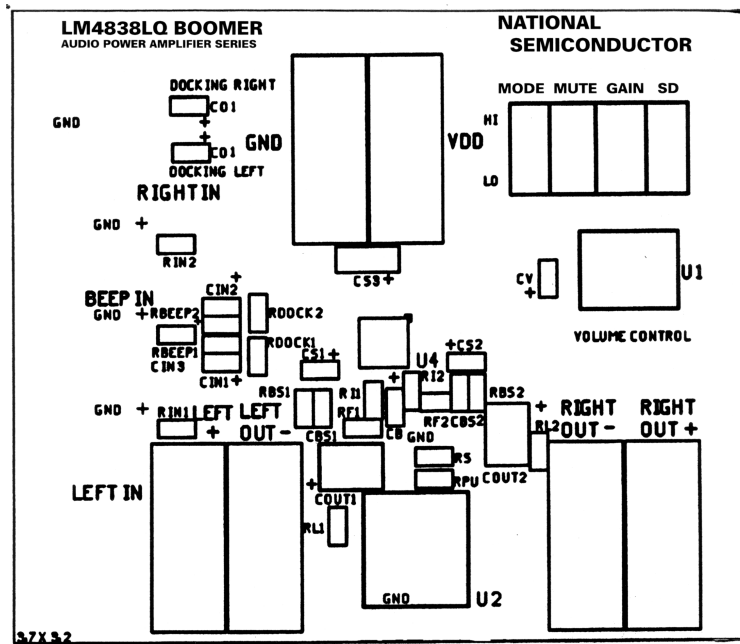 LM4838LQ BOOMER
AUDIO POWER AMPLIFIER SERIES
NATIONAL
SEMICONDUCTOR
DOCKING RIGHT
CO1
+
GND
+
CO1
DOCKING LEFT
GND
VDD
MODE MUTE GAIN SD
HI
LO
RIGHT IN
GND +
RIN2
CS3 +
CV
+
U1
VOLUME CONTROL
BEEP IN
GND +
+
CIN2
RBEEP2 +
RDOCK2
RBEEP1
CIN3
RDOCK1
CIN1 +
CS1 +
U4
+CS2
RBS1
RI1
+
RI2
RBS2
GND +
RIN1
LEFT
+
LEFT
OUT -
CBS1
RF1
CB
RF2
CBS2
GND
RS
RPU
COUT2
+
RL2
RIGHT
OUT -
RIGHT
OUT +
LEFT IN
+
COUT1
RL1
GND
U2
3.7 X 3.2